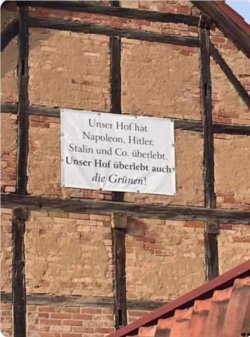 Unser Hof hat
Napoleon, Hitler,
Stalin und Co. überlebt.
Unser Hof überlebt auch
die Grünen!